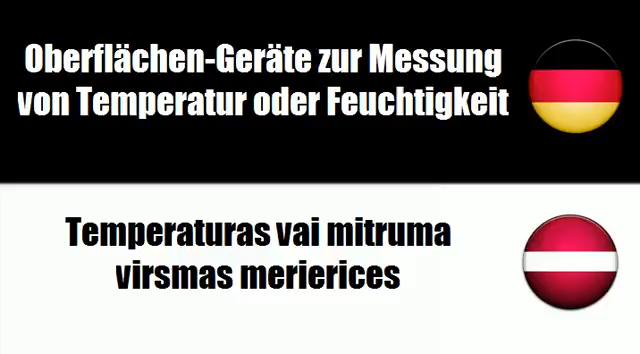 Oberflächen-Geräte zur Messung
von Temperatur oder Feuchtigkeit
Temperaturas vai mitruma
virsmas merierices